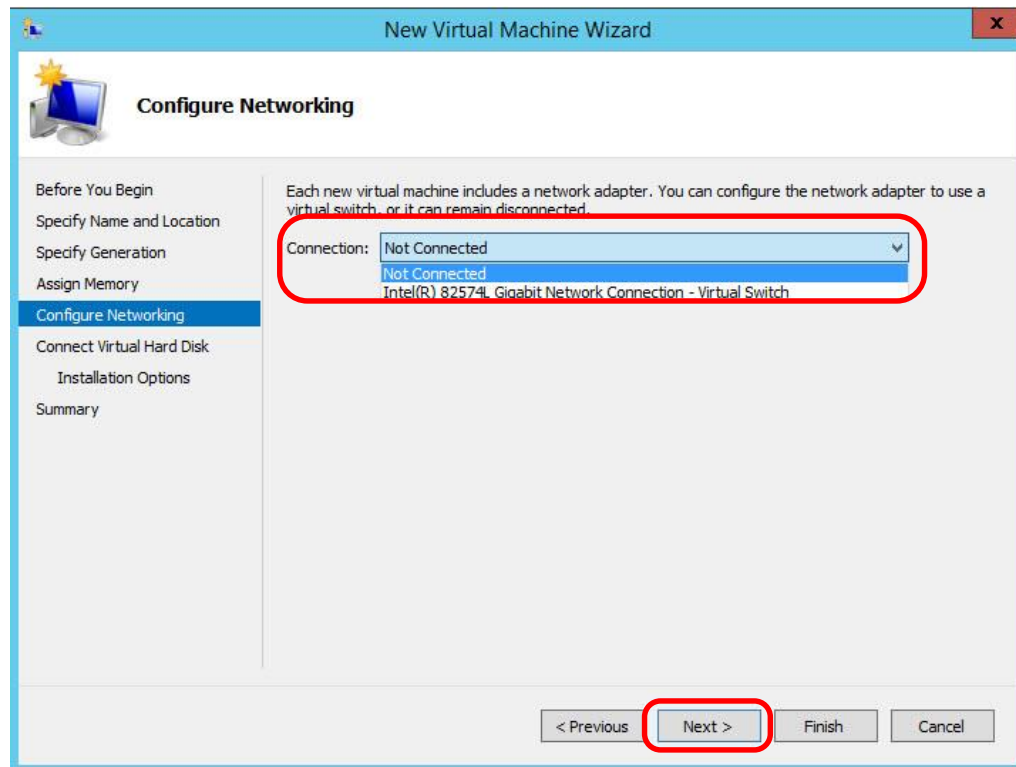 New Virtual Machine Wizard
x
Configure Networking
Before You Begin
Specify Name and Location
Specify Generation
Assign Memory
Configure Networking
Connect Virtual Hard Disk
Installation Options
Summary
Each new virtual machine includes a network adapter. You can configure the network adapter to use a
virtual switch, or it can remain disconnected.
Connection: Not Connected
Not Connected
Intel(R) 82574L Gigabit Network Connection - Virtual Switch
< Previous Next > Finish Cancel